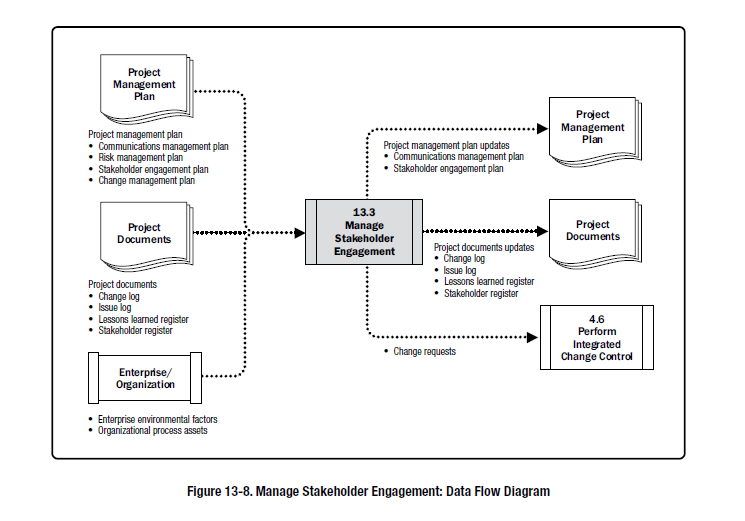 Project
Management
Plan
Project management plan
• Communications management plan
• Risk management plan
• Stakeholder engagement plan
• Change management plan
Project
Documents
Project documents
• Change log
• Issue log
• Lessons learned register
• Stakeholder register
Enterprise/
Organization
• Enterprise environmental factors
• Organizational process assets
13.3
Manage
Stakeholder
Engagement
Project management plan updates
• Communications management plan
• Stakeholder engagement plan
Project documents updates
• Change log
• Issue log
• Lessons learned register
• Stakeholder register
• Change requests
Project
Management
Plan
Project
Documents
4.6
Perform
Integrated
Change Control
Figure 13-8. Manage Stakeholder Engagement: Data Flow Diagram